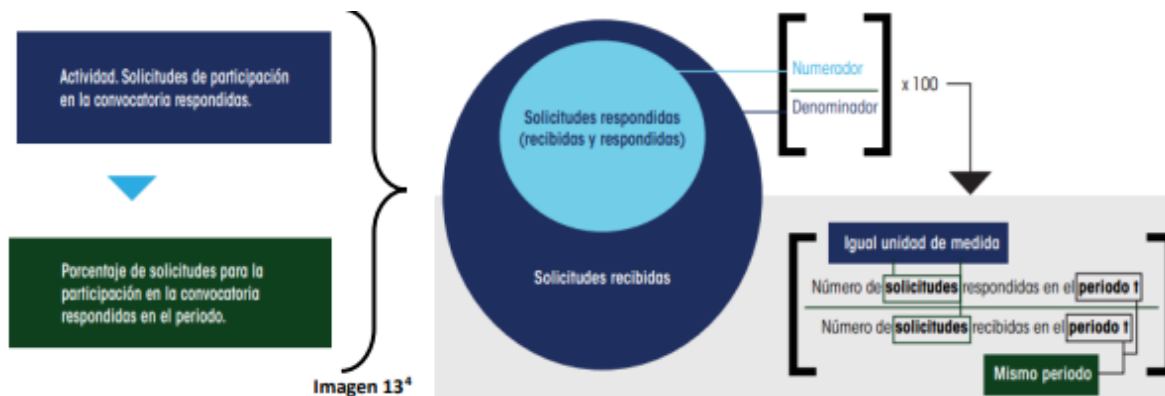 Actividad. Solicitudes de participación
en la convocatoria respondidas.
Porcentaje de solicitudes para la
participación en la convocatoria
respondidas en el periodo.
Imagen 13⁴
Solicitudes respondidas
(recibidas y respondidas)
Solicitudes recibidas
Numerador
Denominador
x 100
Igual unidad de medida
Número de solicitudes respondidas en el periodo t
Número de solicitudes recibidas en el periodo t
Mismo periodo